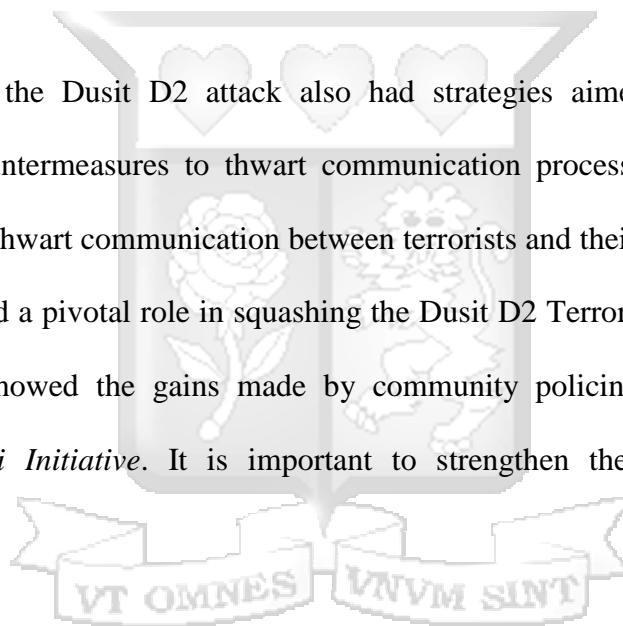 the Dusit D2 attack also had strategies aime
ntermeasures to thwart communication process
hwart communication between terrorists and thei
d a pivotal role in squashing the Dusit D2 Terror
howed the gains made by community policin
i Initiative. It is important to strengthen the
VT OMNES VNVM SINT